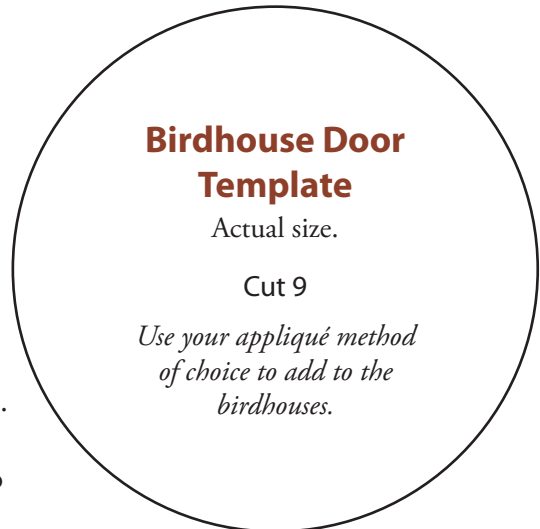 Birdhouse Door
Template
Actual size.
Cut 9
Use your appliqué method
of choice to add to the
birdhouses.
.